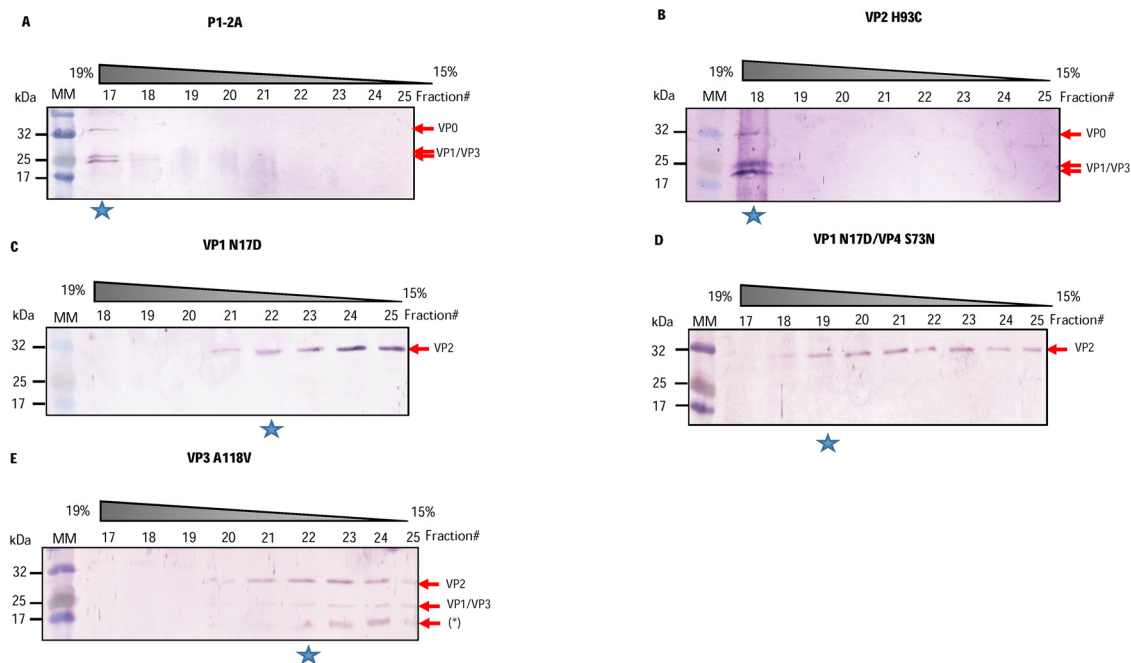 A
P1-2A
19%
15%
kDa
MM
17 18 19 20 21 22 23 24 25 Fraction#
32
25
17
VP0
VP1/VP3
B
VP2 H93C
19%
15%
kDa
MM
18 19 20 21 22 23 24 25 Fraction#
32
25
17
VP0
VP1/VP3
C
VP1 N17D
19%
15%
kDa
MM
18 19 20 21 22 23 24 25 Fraction#
32
25
17
VP2
D
VP1 N17D/VP4 S73N
19%
15%
kDa
MM
17 18 19 20 21 22 23 24 25 Fraction#
32
25
17
VP2
E
VP3 A118V
19%
15%
kDa
MM
17 18 19 20 21 22 23 24 25 Fraction#
32
25
17
VP2
VP1/VP3
(*)